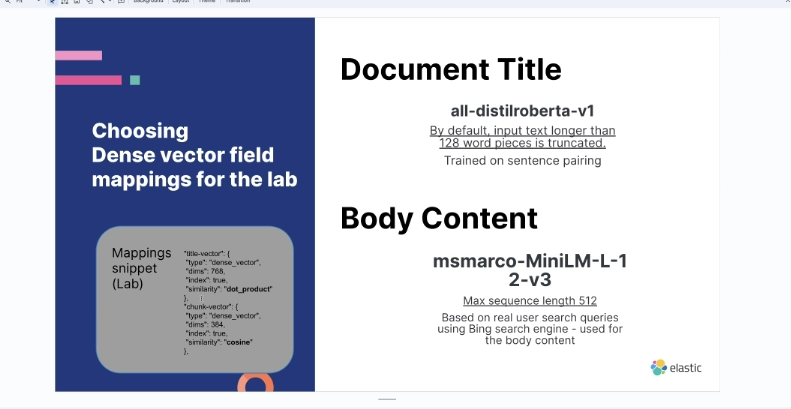 Background Layout Theme Transition
Choosing
Dense vector field
mappings for the lab
Mappings
snippet
(Lab)
"title-vector": {
"type": "dense_vector",
"dims": 768,
"index": true,
"similarity": "dot_product"
},
"chunk-vector": {
"type": "dense_vector",
"dims": 384,
"index": true,
"similarity": "cosine"
},
Document Title
all-distilroberta-v1
By default, input text longer than
128 word pieces is truncated.
Trained on sentence pairing
Body Content
msmarco-MiniLM-L-1
2-v3
Max sequence length 512
Based on real user search queries
using Bing search engine - used for
the body content
elastic